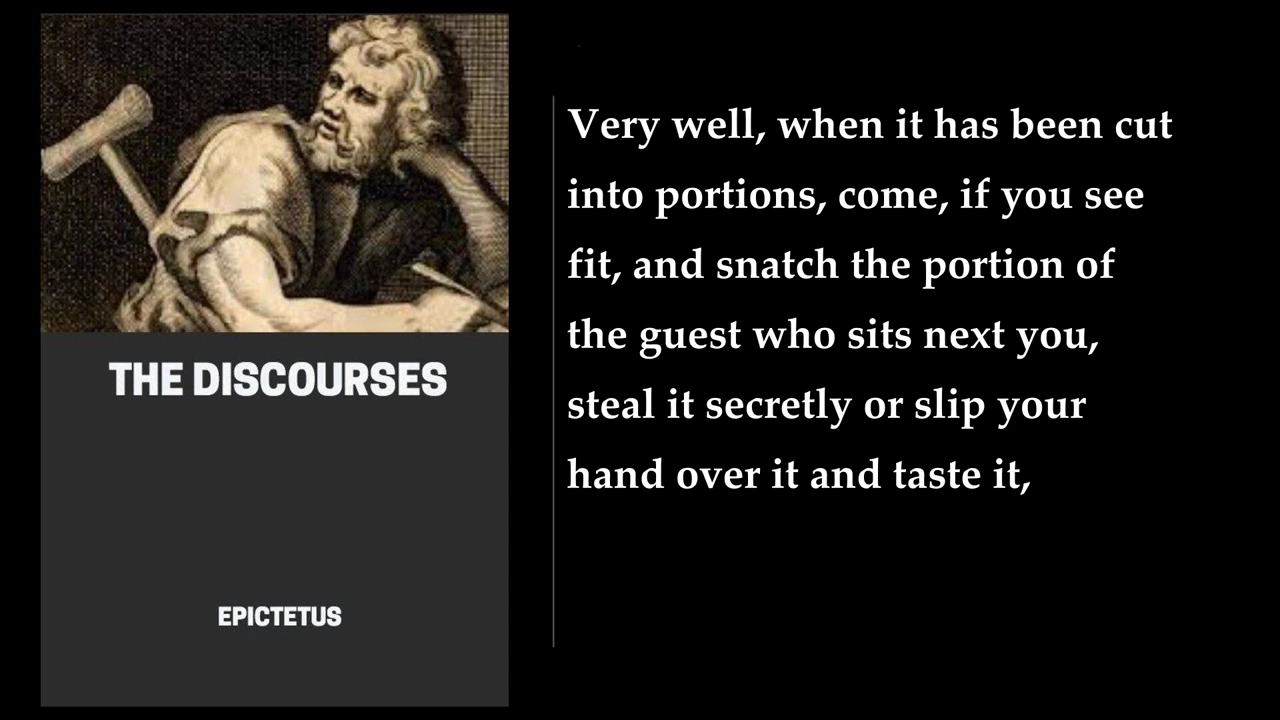 THE DISCOURSES
EPICTETUS
Very well, when it has been cut
into portions, come, if you see
fit, and snatch the portion of
the guest who sits next you,
steal it secretly or slip your
hand over it and taste it,